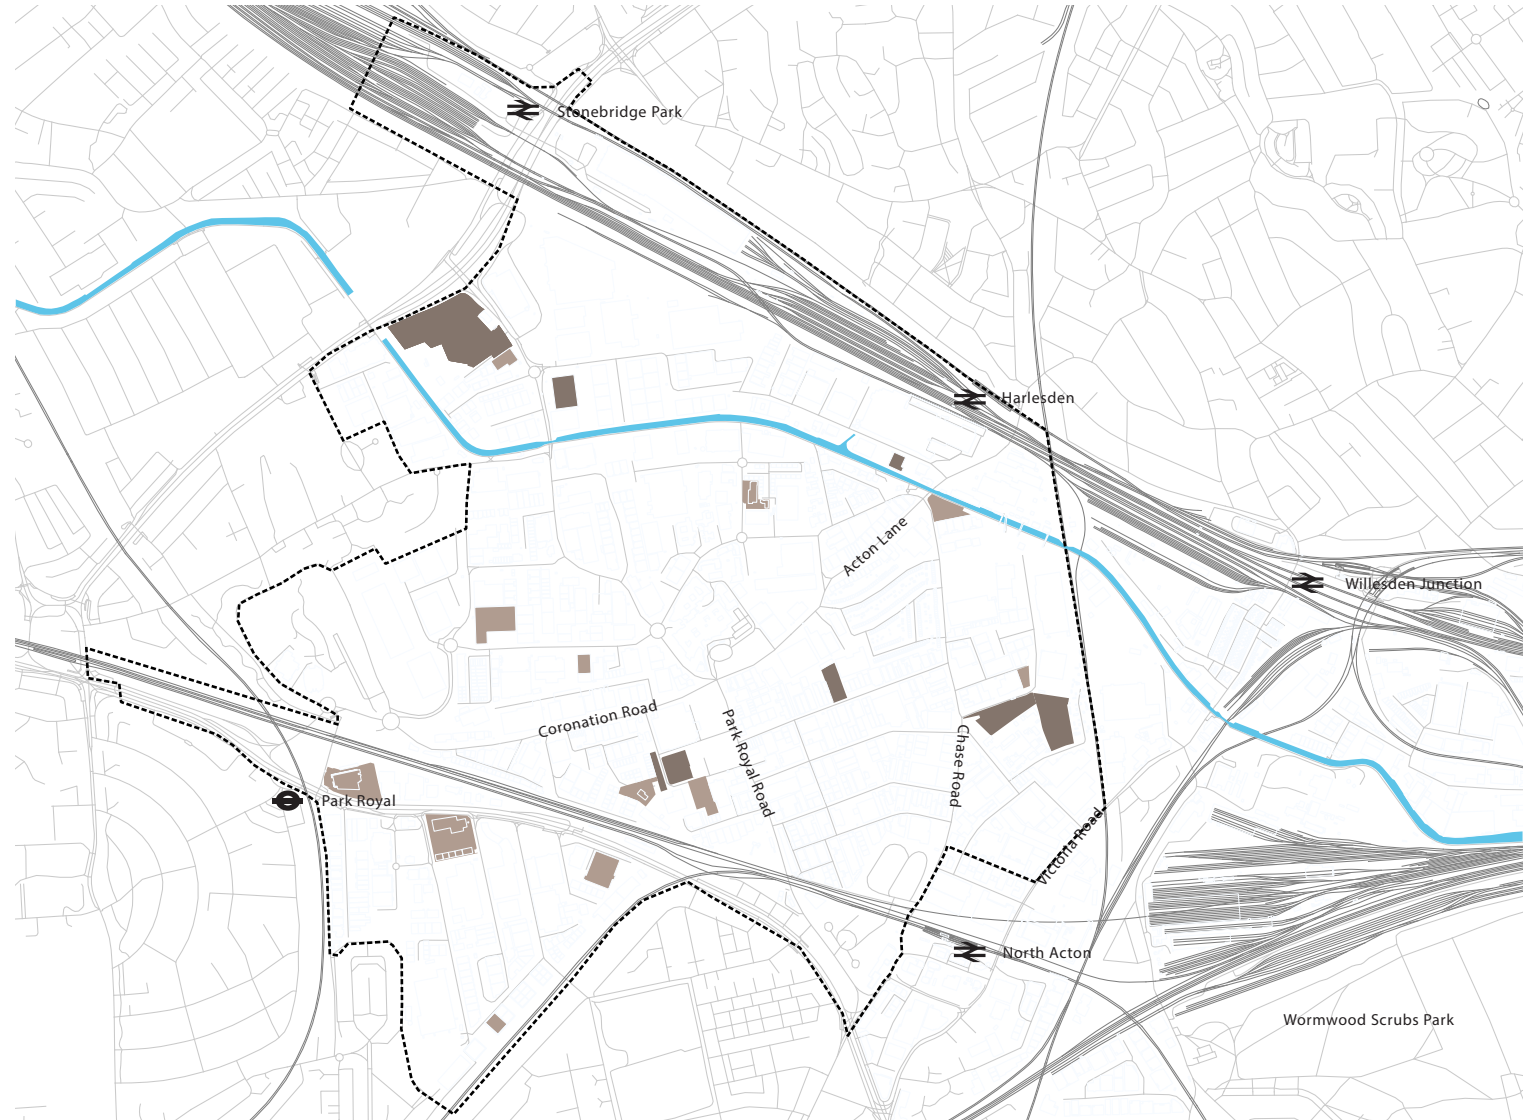 Stonebridge Park
Harlesden
Acton Lane
Willesden Junction
Coronation Road
Park Royal Road
Chase Road
Park Royal
Victoria Road
North Acton
Wormwood Scrubs Park